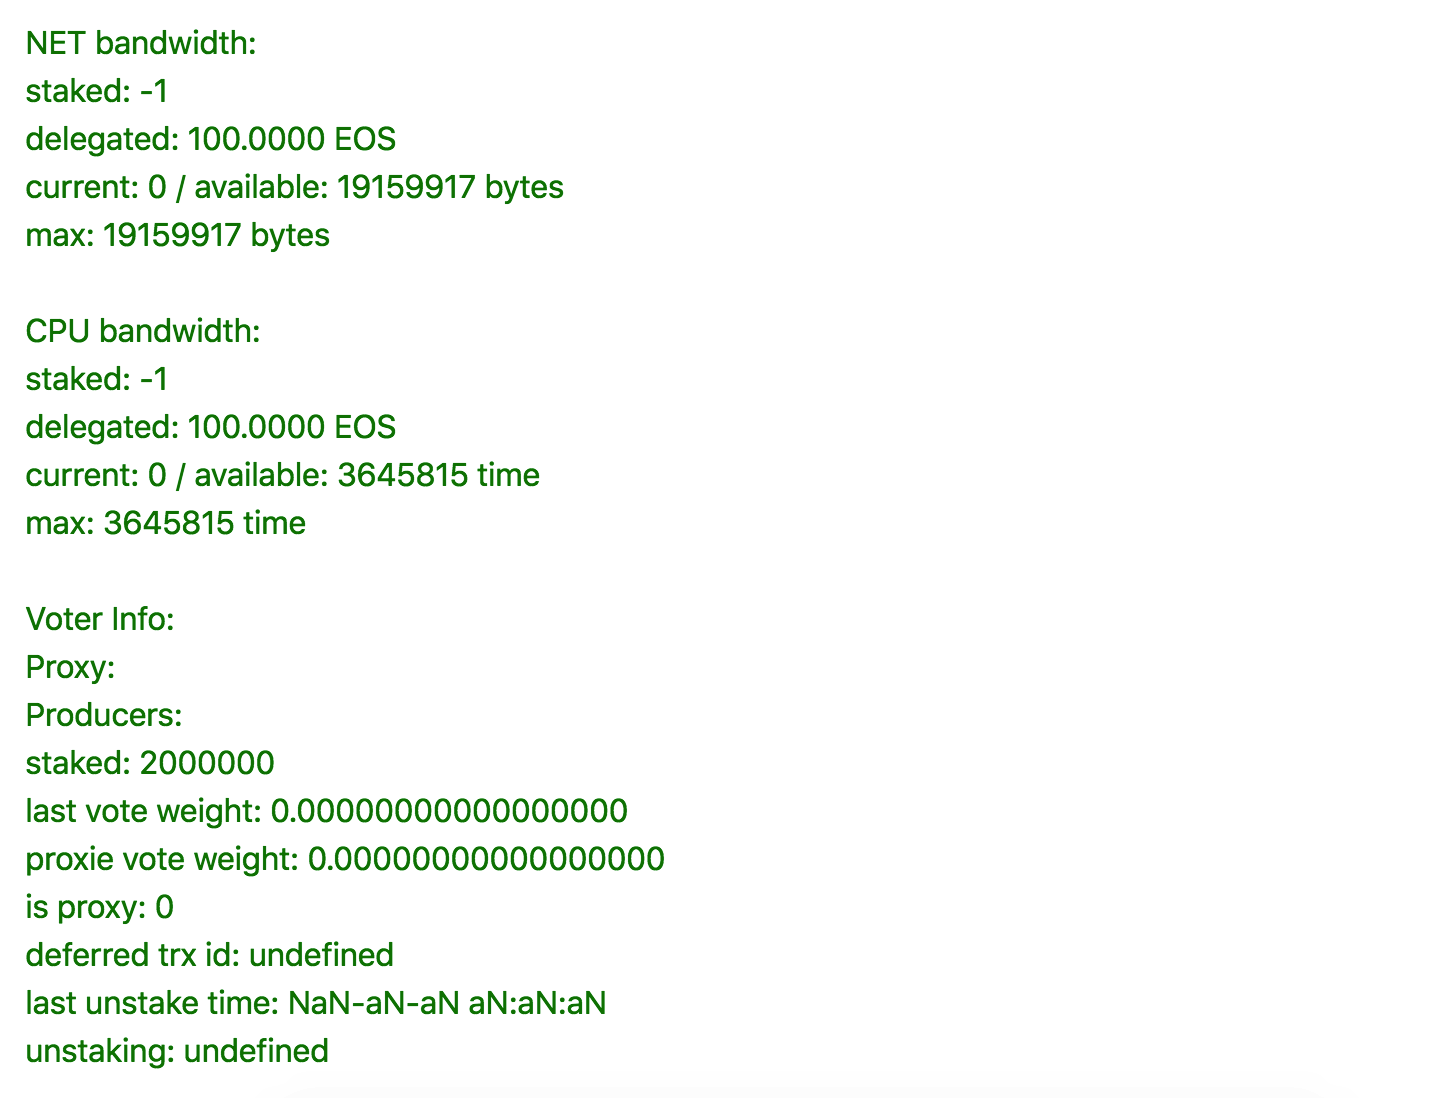 NET bandwidth:
staked: -1
delegated: 100.0000 EOS
current: 0 / available: 19159917 bytes
max: 19159917 bytes
CPU bandwidth:
staked: -1
delegated: 100.0000 EOS
current: 0 / available: 3645815 time
max: 3645815 time
Voter Info:
Proxy:
Producers:
staked: 2000000
last vote weight: 0.00000000000000000
proxie vote weight: 0.00000000000000000
is proxy: 0
deferred trx id: undefined
last unstake time: NaN-aN-aN aN:aN:aN
unstaking: undefined